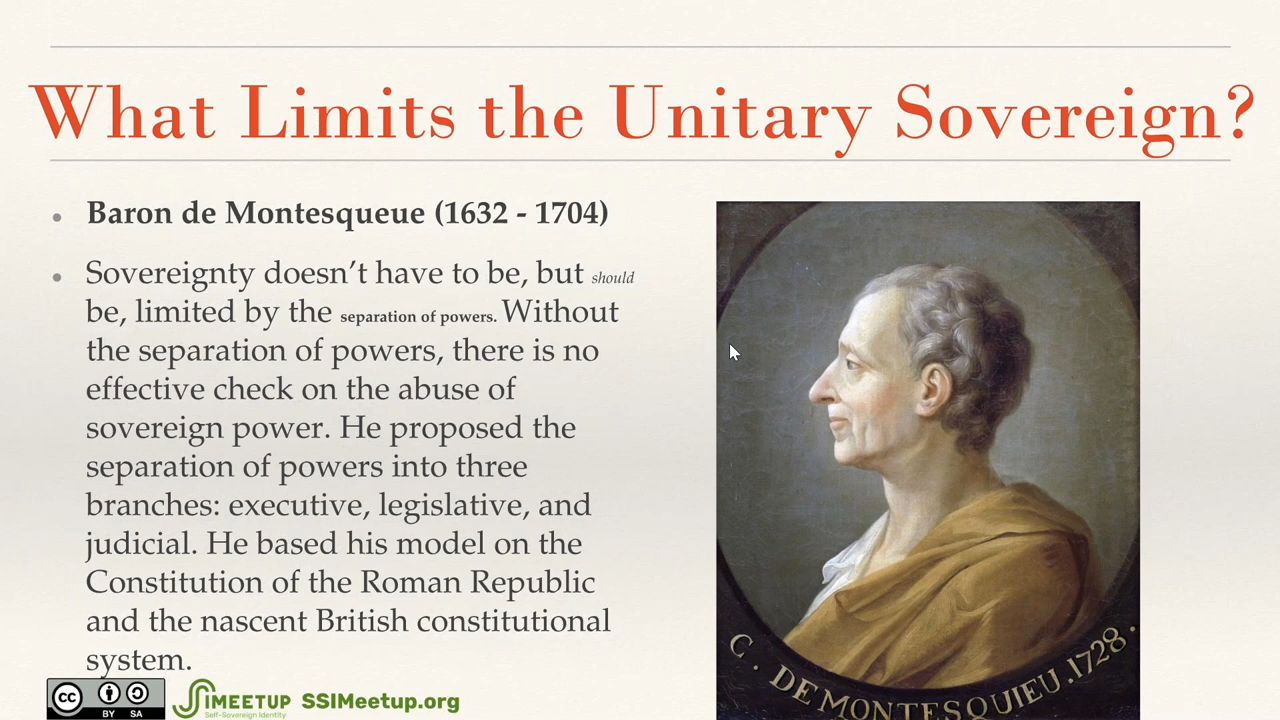 What Limits the Unitary Sovereign?
Baron de Montesqueue (1632 - 1704)
Sovereignty doesn’t have to be, but should
be, limited by the separation of powers. Without
the separation of powers, there is no
effective check on the abuse of
sovereign power. He proposed the
separation of powers into three
branches: executive, legislative, and
judicial. He based his model on the
Constitution of the Roman Republic
and the nascent British constitutional
system.
C. DE MONTESQUIEU. 1728.
cc BY SA
SSIMEETUP
Self-Sovereign Identity
SSIMeetup.org